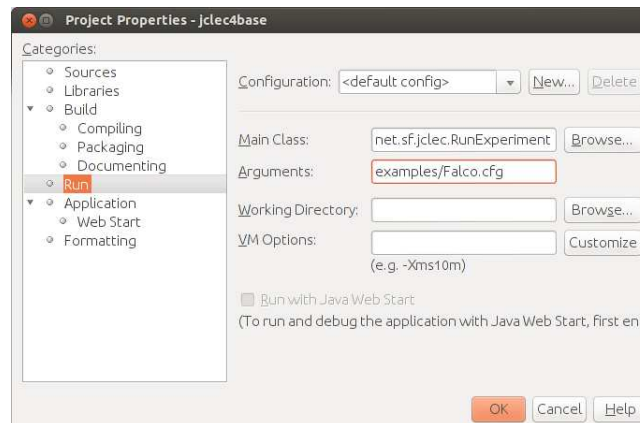 Project Properties - jclec4base
Categories:
Sources
Libraries
Build
Compiling
Packaging
Documenting
Run
Application
Web Start
Formatting
Configuration: <default config> New... Delete
Main Class: net.sf.jclec.RunExperiment Browse...
Arguments: examples/Falco.cfg
Working Directory: Browse...
VM Options: Customize
(e.g. -Xms10m)
Run with Java Web Start
(To run and debug the application with Java Web Start, first en
OK Cancel Help